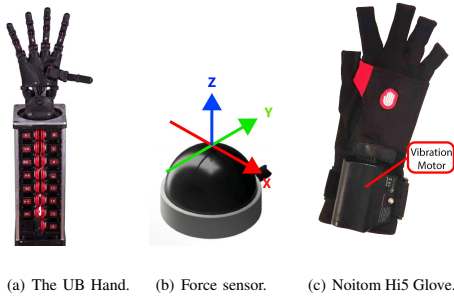 Z
Y
X
Vibration
Motor
(a) The UB Hand. (b) Force sensor. (c) Noitom Hi5 Glove.